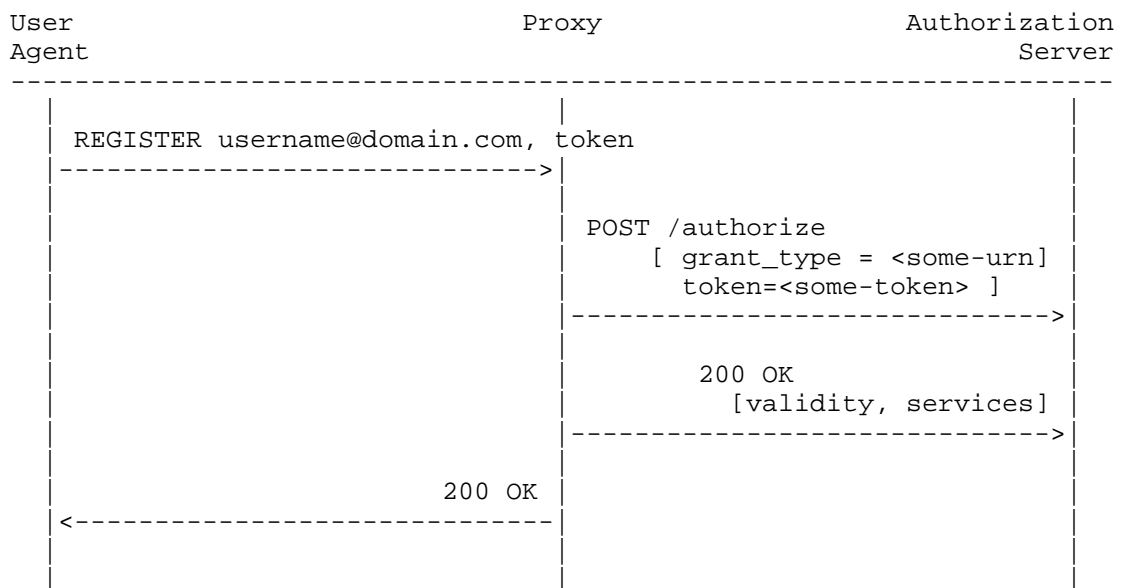 User Proxy Authorization
Agent Server
REGISTER username@domain.com, token
POST /authorize
[ grant_type = <some-urn]
token=<some-token> ]
200 OK
[validity, services]
200 OK